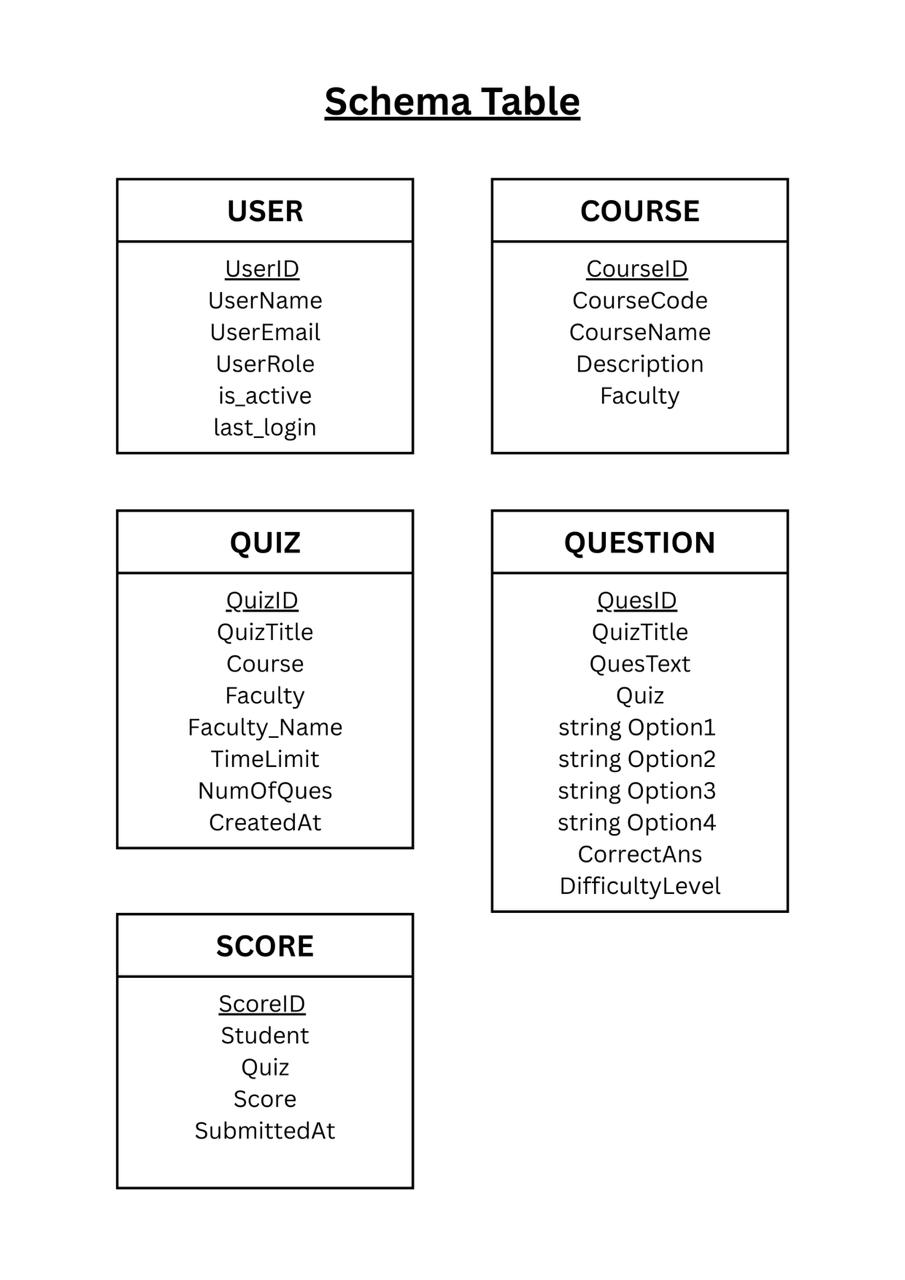 Schema Table
USER
UserID
UserName
UserEmail
UserRole
is_active
last_login
COURSE
CourseID
CourseCode
CourseName
Description
Faculty
QUIZ
QuizID
QuizTitle
Course
Faculty
Faculty_Name
TimeLimit
NumOfQues
CreatedAt
QUESTION
QuesID
QuizTitle
QuesText
Quiz
string Option1
string Option2
string Option3
string Option4
CorrectAns
DifficultyLevel
SCORE
ScoreID
Student
Quiz
Score
SubmittedAt